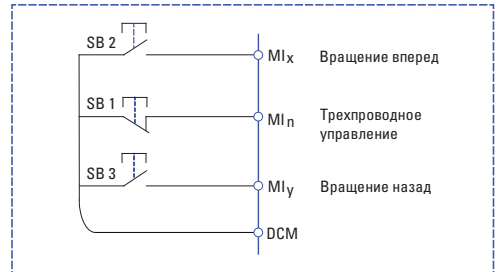 SB 2
MIx
Вращение вперед
SB 1
MIn
Трехпроводное
управление
SB 3
MIy
Вращение назад
DCM